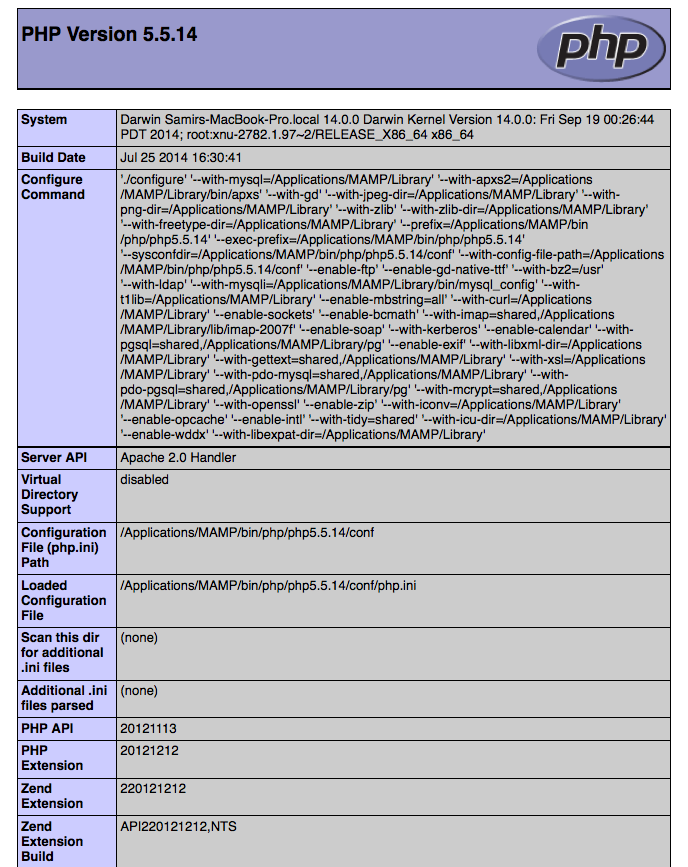 PHP Version 5.5.14
php
System
Darwin Samirs-MacBook-Pro.local 14.0.0 Darwin Kernel Version 14.0.0: Fri Sep 19 00:26:44
PDT 2014; root:xnu-2782.1.97~2/RELEASE_X86_64 x86_64
Build Date
Jul 25 2014 16:30:41
Configure
Command
'./configure' '--with-mysql=/Applications/MAMP/Library' '--with-apxs2=/Applications
/MAMP/Library/bin/apxs' '--with-gd' '--with-jpeg-dir=/Applications/MAMP/Library' '--with-
png-dir=/Applications/MAMP/Library' '--with-zlib' '--with-zlib-dir=/Applications/MAMP/Library'
'--with-freetype-dir=/Applications/MAMP/Library' '--prefix=/Applications/MAMP/bin
/php/php5.5.14' '--exec-prefix=/Applications/MAMP/bin/php/php5.5.14'
'--sysconfdir=/Applications/MAMP/bin/php/php5.5.14/conf' '--with-config-file-path=/Applications
/MAMP/bin/php/php5.5.14/conf' '--enable-ftp' '--enable-gd-native-ttf' '--with-bz2=/usr'
'--with-ldap' '--with-mysqli=/Applications/MAMP/Library/bin/mysql_config' '--with-
t1lib=/Applications/MAMP/Library' '--enable-mbstring=all' '--with-curl=/Applications
/MAMP/Library' '--enable-sockets' '--enable-bcmath' '--with-imap=shared,/Applications
/MAMP/Library/lib/imap-2007f' '--enable-soap' '--with-kerberos' '--enable-calendar' '--with-
pgsql=shared,/Applications/MAMP/Library/pg' '--enable-exif' '--with-libxml-dir=/Applications
/MAMP/Library' '--with-gettext=shared,/Applications/MAMP/Library' '--with-xsl=/Applications
/MAMP/Library' '--with-pdo-mysql=shared,/Applications/MAMP/Library' '--with-
pdo-pgsql=shared,/Applications/MAMP/Library/pg' '--with-mcrypt=shared,/Applications
/MAMP/Library' '--with-openssl' '--enable-zip' '--with-iconv=/Applications/MAMP/Library'
'--enable-opcache' '--enable-intl' '--with-tidy=shared' '--with-icu-dir=/Applications/MAMP/Library'
'--enable-wddx' '--with-libexpat-dir=/Applications/MAMP/Library'
Server API
Apache 2.0 Handler
Virtual
Directory
Support
disabled
Configuration
File (php.ini)
Path
/Applications/MAMP/bin/php/php5.5.14/conf
Loaded
Configuration
File
/Applications/MAMP/bin/php/php5.5.14/conf/php.ini
Scan this dir
for additional
.ini files
(none)
Additional .ini
files parsed
(none)
PHP API
20121113
PHP
Extension
20121212
Zend
Extension
220121212
Zend
Extension
Build
API220121212,NTS